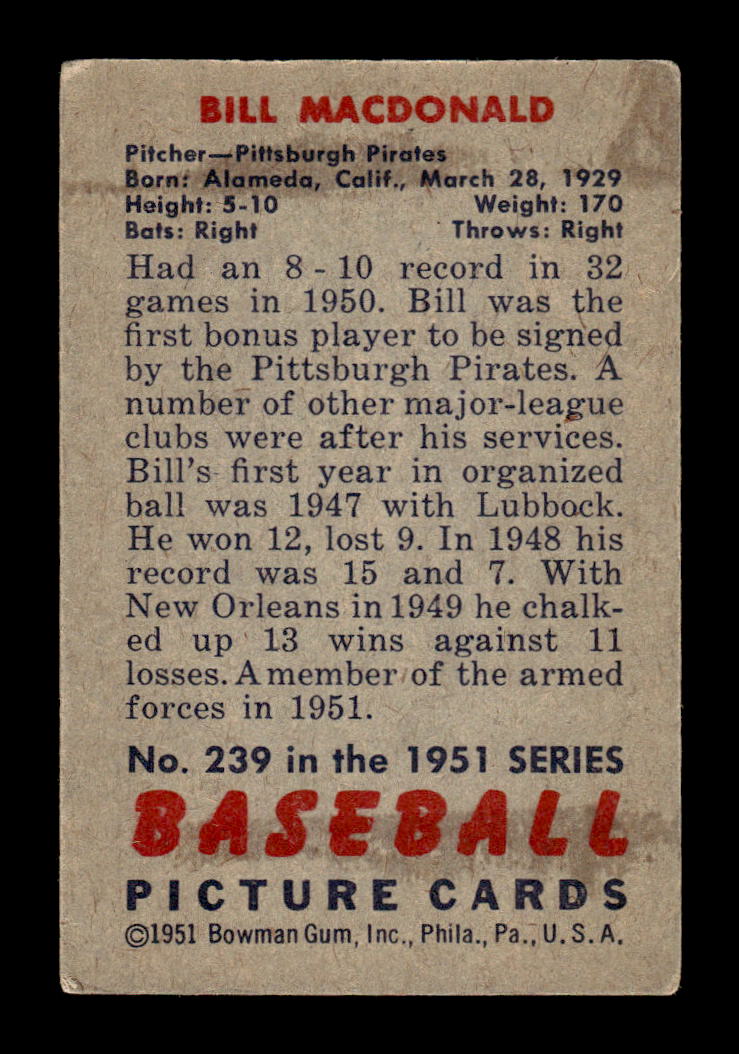 BILL MACDONALD
Pitcher—Pittsburgh Pirates
Born: Alameda, Calif., March 28, 1929
Height: 5-10 Weight: 170
Bats: Right Throws: Right
Had an 8 - 10 record in 32
games in 1950. Bill was the
first bonus player to be signed
by the Pittsburgh Pirates. A
number of other major-league
clubs were after his services.
Bill's first year in organized
ball was 1947 with Lubbock.
He won 12, lost 9. In 1948 his
record was 15 and 7. With
New Orleans in 1949 he chalk-
ed up 13 wins against 11
losses. A member of the armed
forces in 1951.
No. 239 in the 1951 SERIES
BASEBALL
PICTURE CARDS
©1951 Bowman Gum, Inc., Phila., Pa., U. S. A.